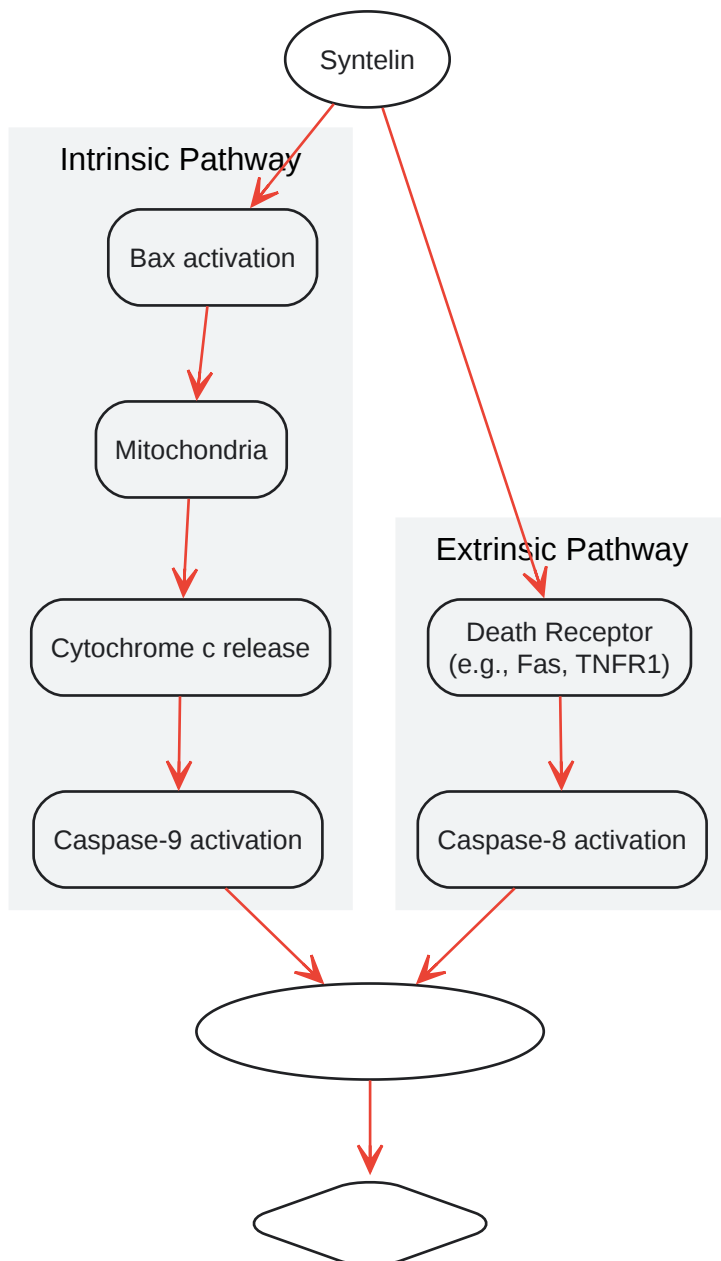 Syntelin
Intrinsic Pathway
Bax activation
Mitochondria
Cytochrome c release
Caspase-9 activation
Extrinsic Pathway
Death Receptor
(e.g., Fas, TNFR1)
Caspase-8 activation